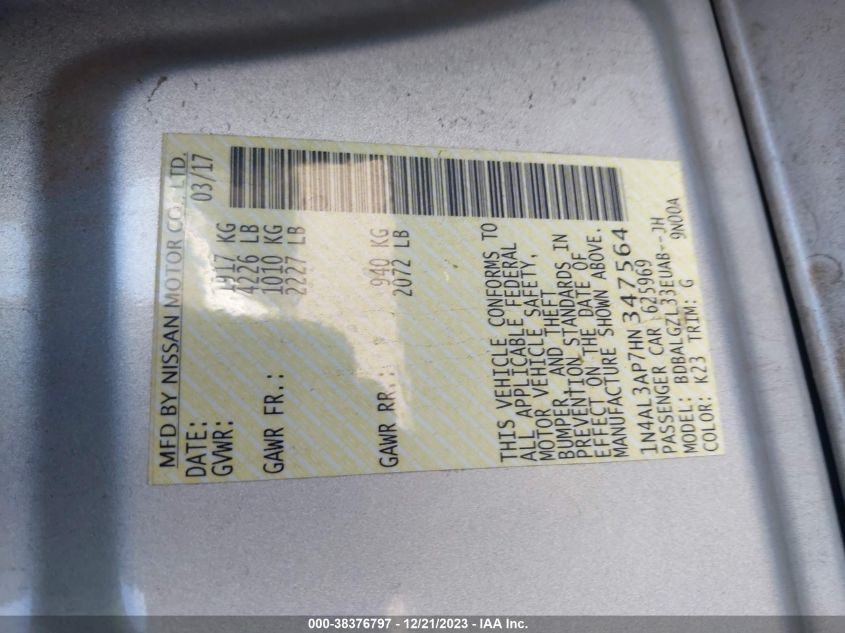 MFD BY NISSAN MOTOR CO., LTD.
DATE: 03/17
GVWR: 1917 KG
4226 LB
GAWR FR.: 1010 KG
2227 LB
GAWR RR.: 940 KG
2072 LB
THIS VEHICLE CONFORMS TO
ALL APPLICABLE FEDERAL
MOTOR VEHICLE SAFETY,
BUMPER, AND THEFT
PREVENTION STANDARDS IN
EFFECT ON THE DATE OF
MANUFACTURE SHOWN ABOVE.
1N4AL3AP7HN 347564
PASSENGER CAR 625969
MODEL: BDBALGZL33EUAB--JH
COLOR: K23 TRIM: G 9N00A
000-38376797 - 12/21/2023 - IAA Inc.